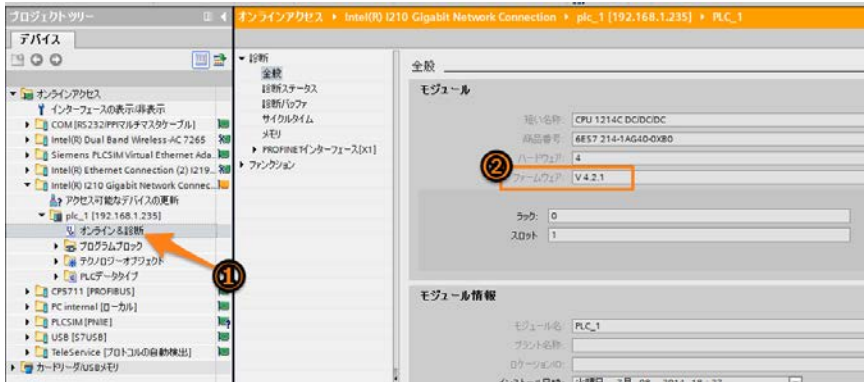 プロジェクトツリー
デバイス
オンラインアクセス
インターフェースの表示/非表示
COM [RS232/PPIマルチマスタケーブル]
Intel(R) Dual Band Wireless-AC 7265
Siemens PLCSIM Virtual Ethernet Ada..
Intel(R) Ethernet Connection (2) I219..
Intel(R) I210 Gigabit Network Connec..
アクセス可能なデバイスの更新
plc_1 [192.168.1.235]
オンライン&診断
プログラムブロック
テクノロジーオブジェクト
PLCデータタイプ
CP5711 [PROFIBUS]
PC internal [ローカル]
PLCSIM [PN/IE]
USB [S7USB]
TeleService [プロトコルの自動検出]
カードリーダ/USBメモリ
①
オンラインアクセス ▸ Intel(R) I210 Gigabit Network Connection ▸ plc_1 [192.168.1.235] ▸ PLC_1
診断
全般
診断ステータス
診断バッファ
サイクルタイム
メモリ
PROFINETインターフェース[X1]
ファンクション
全般
モジュール
短い名称: CPU 1214C DC/DC/DC
商品番号: 6ES7 214-1AG40-0XB0
ハードウェア: 4
② ファームウェア: V 4.2.1
ラック: 0
スロット 1
モジュール情報
モジュール名: PLC_1
プラント名称:
ロケーションID: